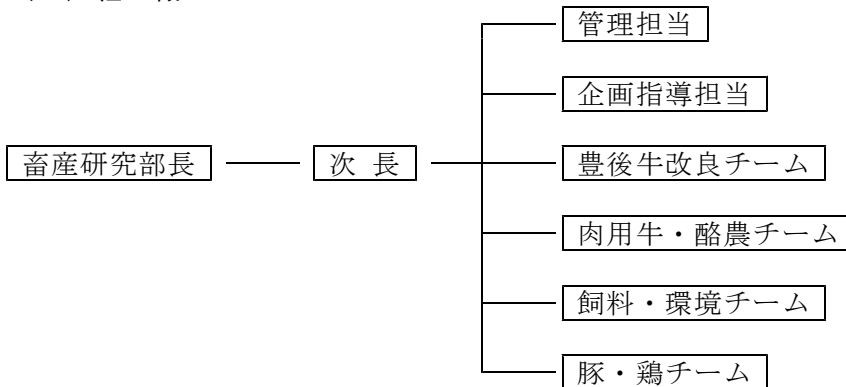 管理担当
企画指導担当
畜産研究部長 次 長 豊後牛改良チーム
肉用牛・酪農チーム
飼料・環境チーム
豚・鶏チーム